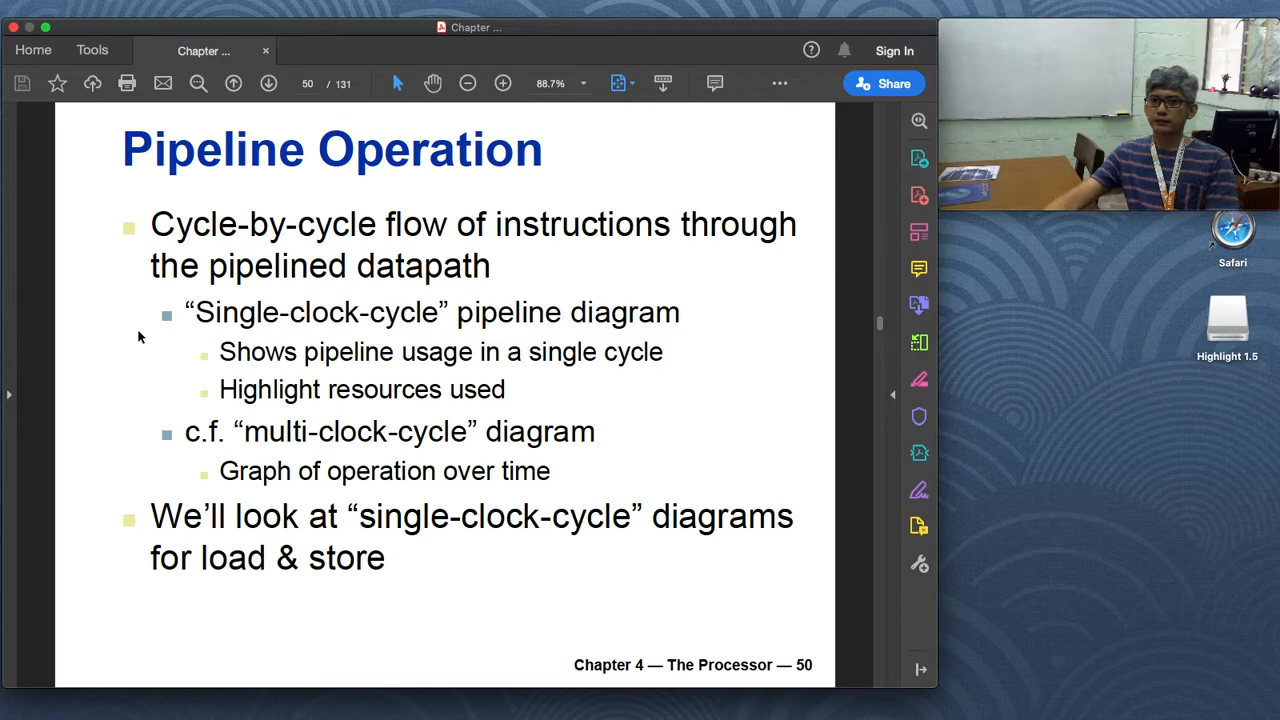 Chapter ...
Home
Tools
Chapter ...
×
Sign In
50 / 131
88.7%
Share
Pipeline Operation
Cycle-by-cycle flow of instructions through
the pipelined datapath
“Single-clock-cycle” pipeline diagram
Shows pipeline usage in a single cycle
Highlight resources used
c.f. “multi-clock-cycle” diagram
Graph of operation over time
We’ll look at “single-clock-cycle” diagrams
for load & store
Chapter 4 — The Processor — 50
Safari
Highlight 1.5